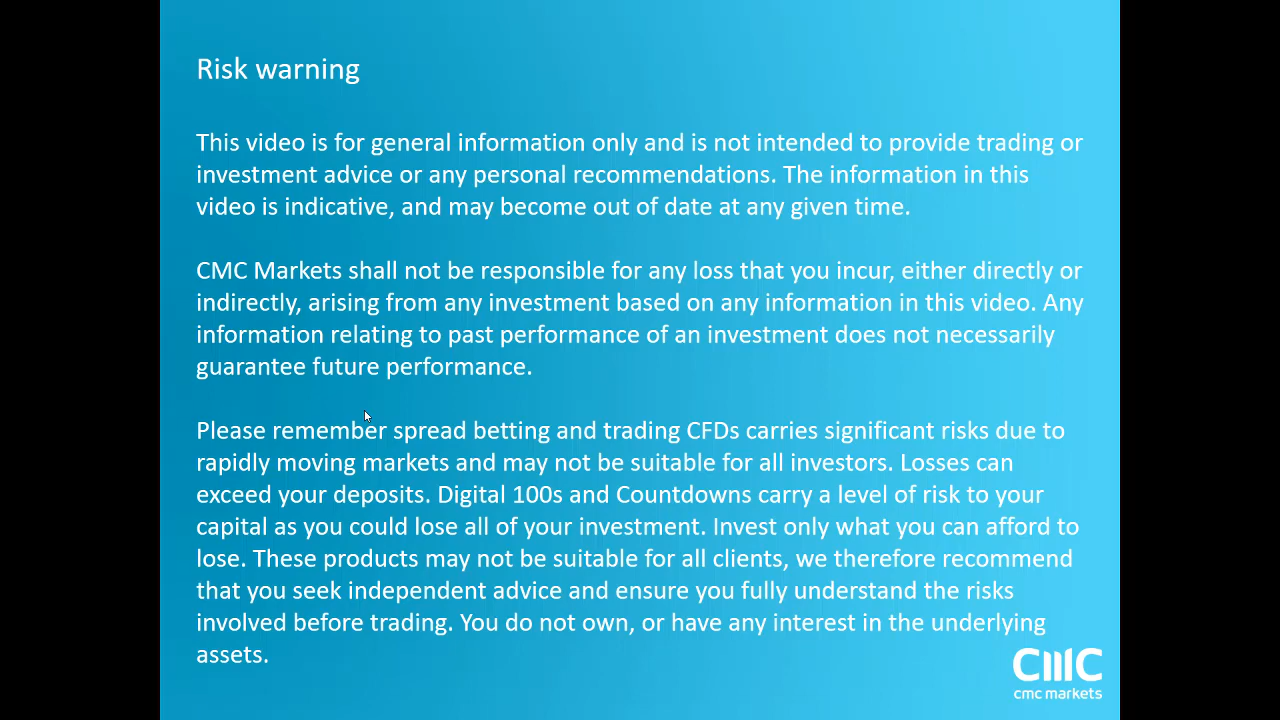 Risk warning
This video is for general information only and is not intended to provide trading or
investment advice or any personal recommendations. The information in this
video is indicative, and may become out of date at any given time.
CMC Markets shall not be responsible for any loss that you incur, either directly or
indirectly, arising from any investment based on any information in this video. Any
information relating to past performance of an investment does not necessarily
guarantee future performance.
Please remember spread betting and trading CFDs carries significant risks due to
rapidly moving markets and may not be suitable for all investors. Losses can
exceed your deposits. Digital 100s and Countdowns carry a level of risk to your
capital as you could lose all of your investment. Invest only what you can afford to
lose. These products may not be suitable for all clients, we therefore recommend
that you seek independent advice and ensure you fully understand the risks
involved before trading. You do not own, or have any interest in the underlying
assets.
CMC
cmc markets